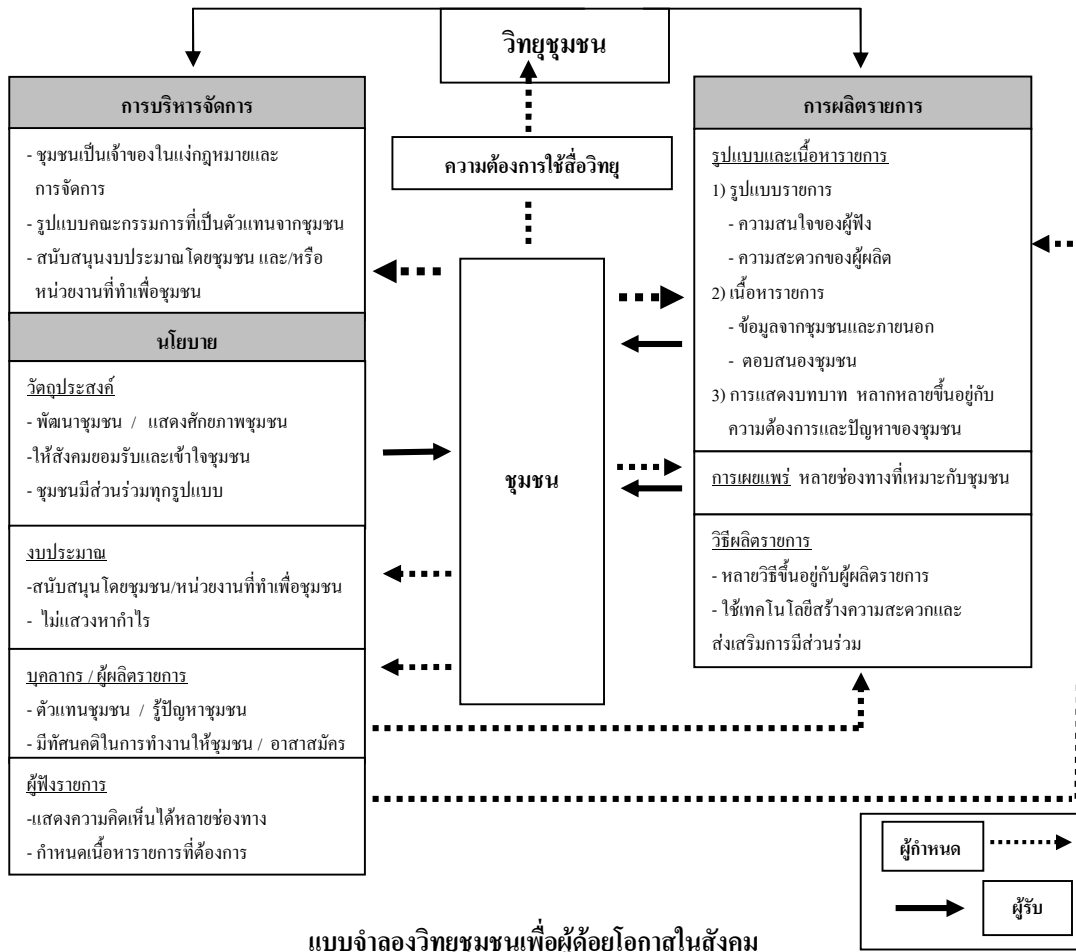 วิทยุชุมชน
การบริหารจัดการ
- ชุมชนเป็นเจ้าของในแง่กฎหมายและ
การจัดการ
- รูปแบบคณะกรรมการที่เป็นตัวแทนจากชุมชน
- สนับสนุนงบประมาณโดยชุมชน และ/หรือ
หน่วยงานที่ทำเพื่อชุมชน
นโยบาย
วัตถุประสงค์
- พัฒนาชุมชน / แสดงศักยภาพชุมชน
-ให้สังคมยอมรับและเข้าใจชุมชน
- ชุมชนมีส่วนร่วมทุกรูปแบบ
งบประมาณ
-สนับสนุนโดยชุมชน/หน่วยงานที่ทำเพื่อชุมชน
- ไม่แสวงหากำไร
บุคลากร / ผู้ผลิตรายการ
- ตัวแทนชุมชน / รู้ปัญหาชุมชน
- มีทัศนคติในการทำงานให้ชุมชน / อาสาสมัคร
ผู้ฟังรายการ
-แสดงความคิดเห็นได้หลายช่องทาง
- กำหนดเนื้อหารายการที่ต้องการ
ความต้องการใช้สื่อวิทยุ
ชุมชน
การผลิตรายการ
รูปแบบและเนื้อหารายการ
1) รูปแบบรายการ
- ความสนใจของผู้ฟัง
- ความสะดวกของผู้ผลิต
2) เนื้อหารายการ
- ข้อมูลจากชุมชนและภายนอก
- ตอบสนองชุมชน
3) การแสดงบทบาท หลากหลายขึ้นอยู่กับ
ความต้องการและปัญหาของชุมชน
การเผยแพร่ หลายช่องทางที่เหมาะกับชุมชน
วิธีผลิตรายการ
- หลายวิธีขึ้นอยู่กับผู้ผลิตรายการ
- ใช้เทคโนโลยีสร้างความสะดวกและ
ส่งเสริมการมีส่วนร่วม
ผู้กำหนด
ผู้รับ
แบบจำลองวิทยุชุมชนเพื่อผู้ด้อยโอกาสในสังคม